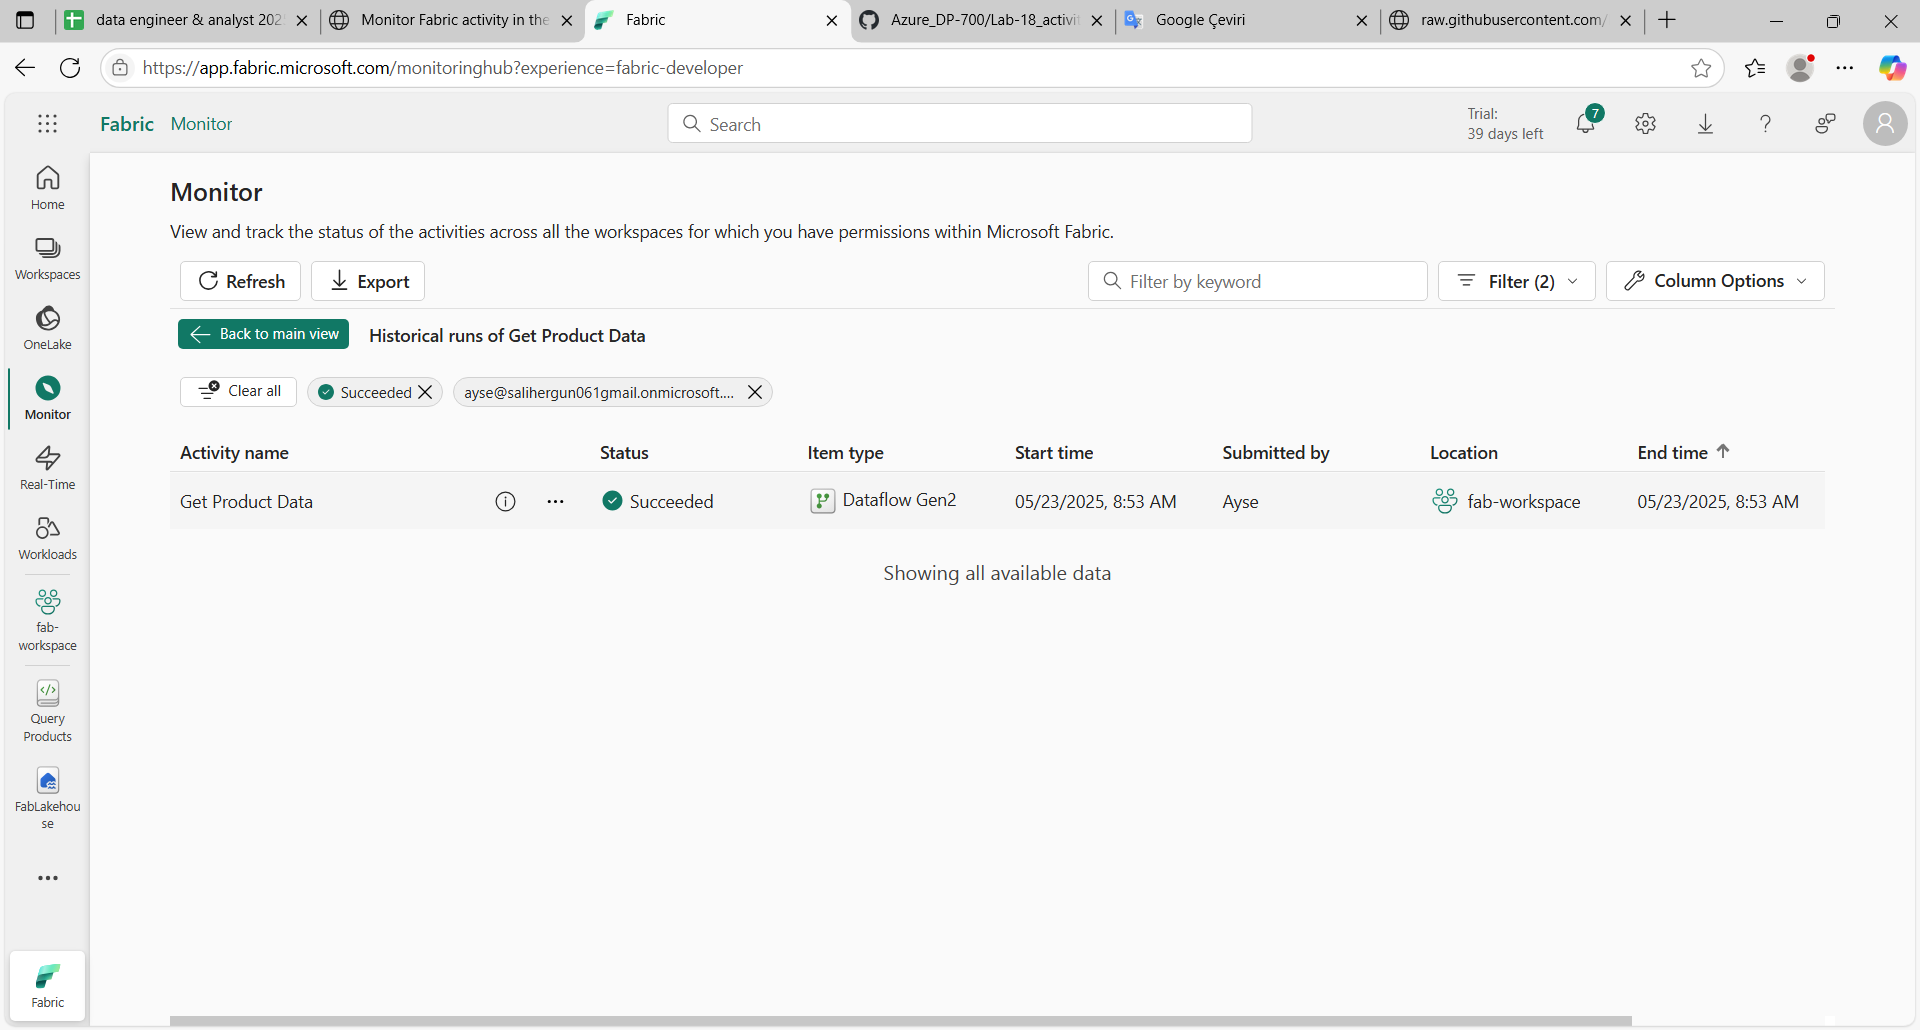 data engineer & analyst 202
Monitor Fabric activity in the
Fabric
Azure_DP-700/Lab-18_activit
Google Çeviri
raw.githubusercontent.com/
https://app.fabric.microsoft.com/monitoringhub?experience=fabric-developer
Fabric Monitor
Search
Trial:
39 days left
7
Home
Workspaces
OneLake
Monitor
Real-Time
Workloads
fab-
workspace
Query
Products
FabLakehou
se
Fabric
Monitor
View and track the status of the activities across all the workspaces for which you have permissions within Microsoft Fabric.
Refresh
Export
Filter by keyword
Filter (2)
Column Options
Back to main view
Historical runs of Get Product Data
Clear all
Succeeded
ayse@salihergun061gmail.onmicrosoft....
Activity name Status Item type Start time Submitted by Location End time
Get Product Data Succeeded Dataflow Gen2 05/23/2025, 8:53 AM Ayse fab-workspace 05/23/2025, 8:53 AM
Showing all available data